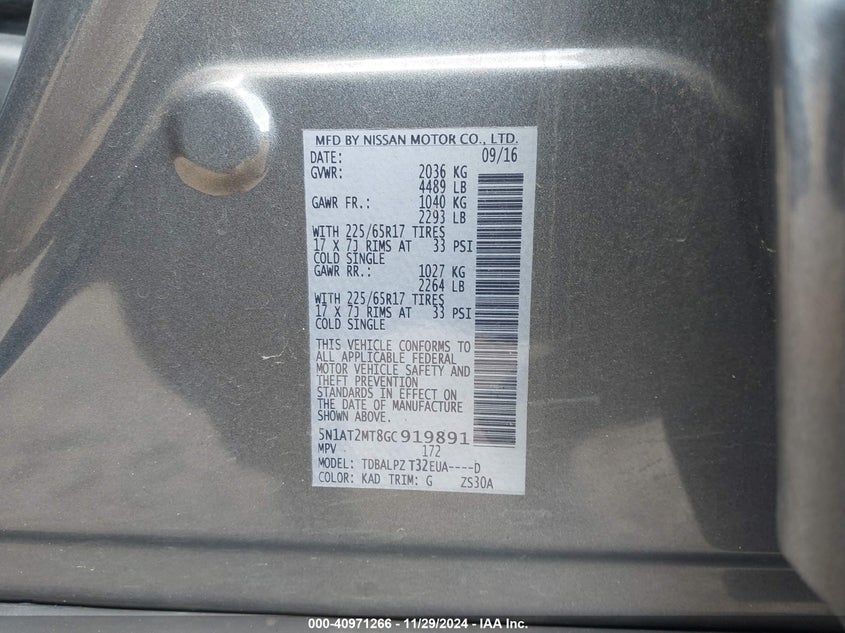 MFD BY NISSAN MOTOR CO., LTD.
DATE: 09/16
GVWR: 2036 KG
4489 LB
GAWR FR.: 1040 KG
2293 LB
WITH 225/65R17 TIRES
17 X 7J RIMS AT 33 PSI
COLD SINGLE
GAWR RR.: 1027 KG
2264 LB
WITH 225/65R17 TIRES
17 X 7J RIMS AT 33 PSI
COLD SINGLE
THIS VEHICLE CONFORMS TO
ALL APPLICABLE FEDERAL
MOTOR VEHICLE SAFETY AND
THEFT PREVENTION
STANDARDS IN EFFECT ON
THE DATE OF MANUFACTURE
SHOWN ABOVE.
5N1AT2MT8GC919891
MPV 172
MODEL: TDBALPZ T32EUA----D
COLOR: KAD TRIM: G ZS30A
000-40971266 - 11/29/2024 - IAA Inc.